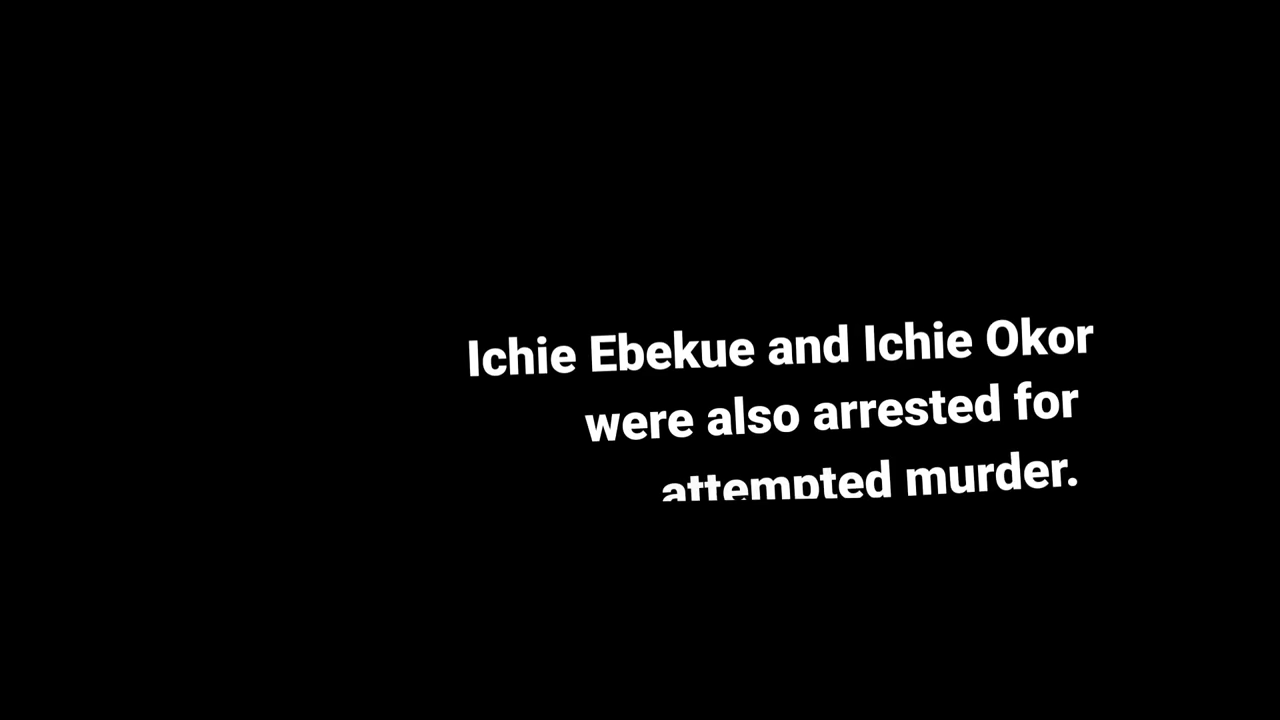 Ichie Ebekue and Ichie Okor
were also arrested for
attempted murder.